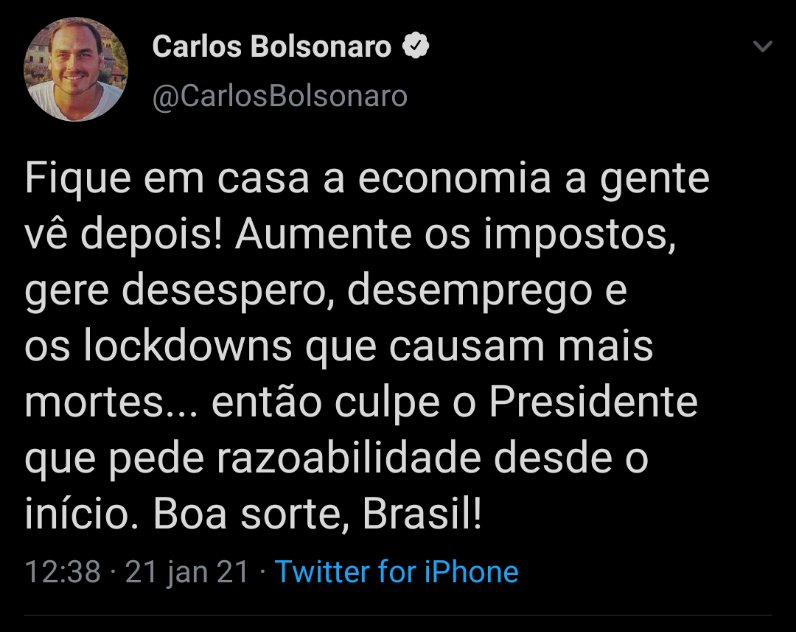 Carlos Bolsonaro
@CarlosBolsonaro
Fique em casa a economia a gente
vê depois! Aumente os impostos,
gere desespero, desemprego e
os lockdowns que causam mais
mortes... então culpe o Presidente
que pede razoabilidade desde o
início. Boa sorte, Brasil!
12:38 · 21 jan 21 · Twitter for iPhone